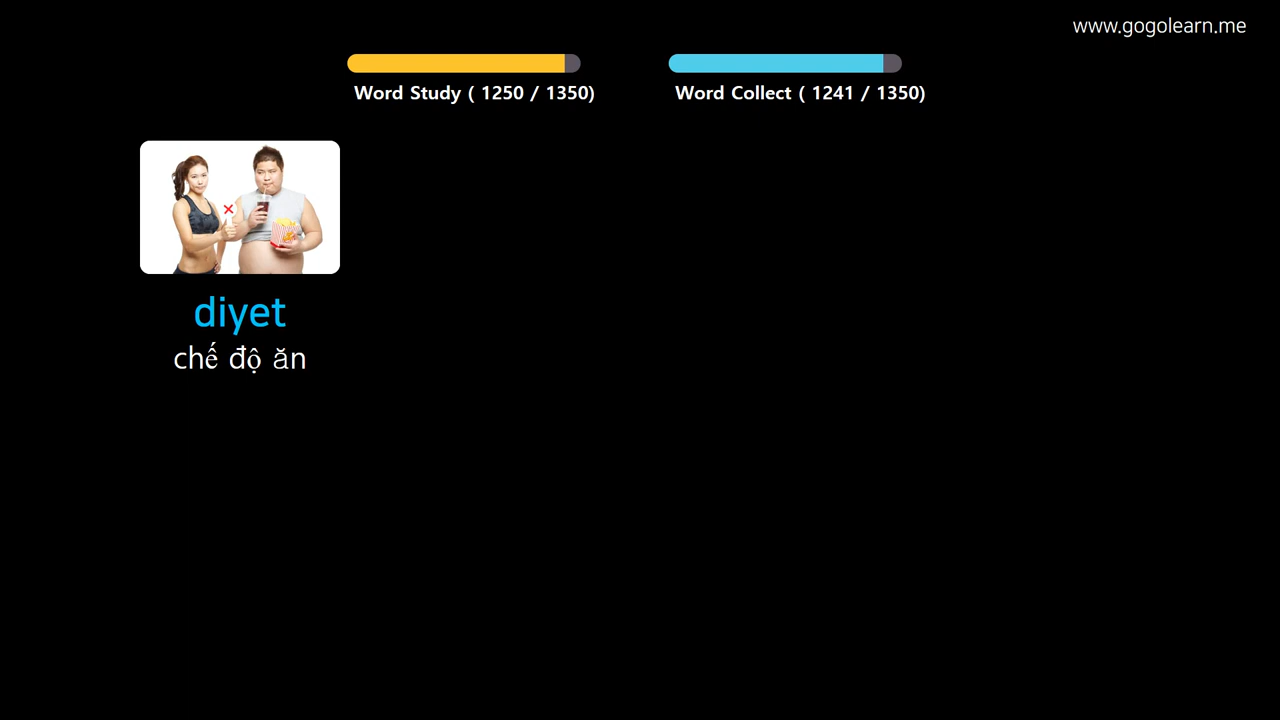 www.gogolearn.me
Word Study ( 1250 / 1350)
Word Collect ( 1241 / 1350)
diyet
chế độ ăn